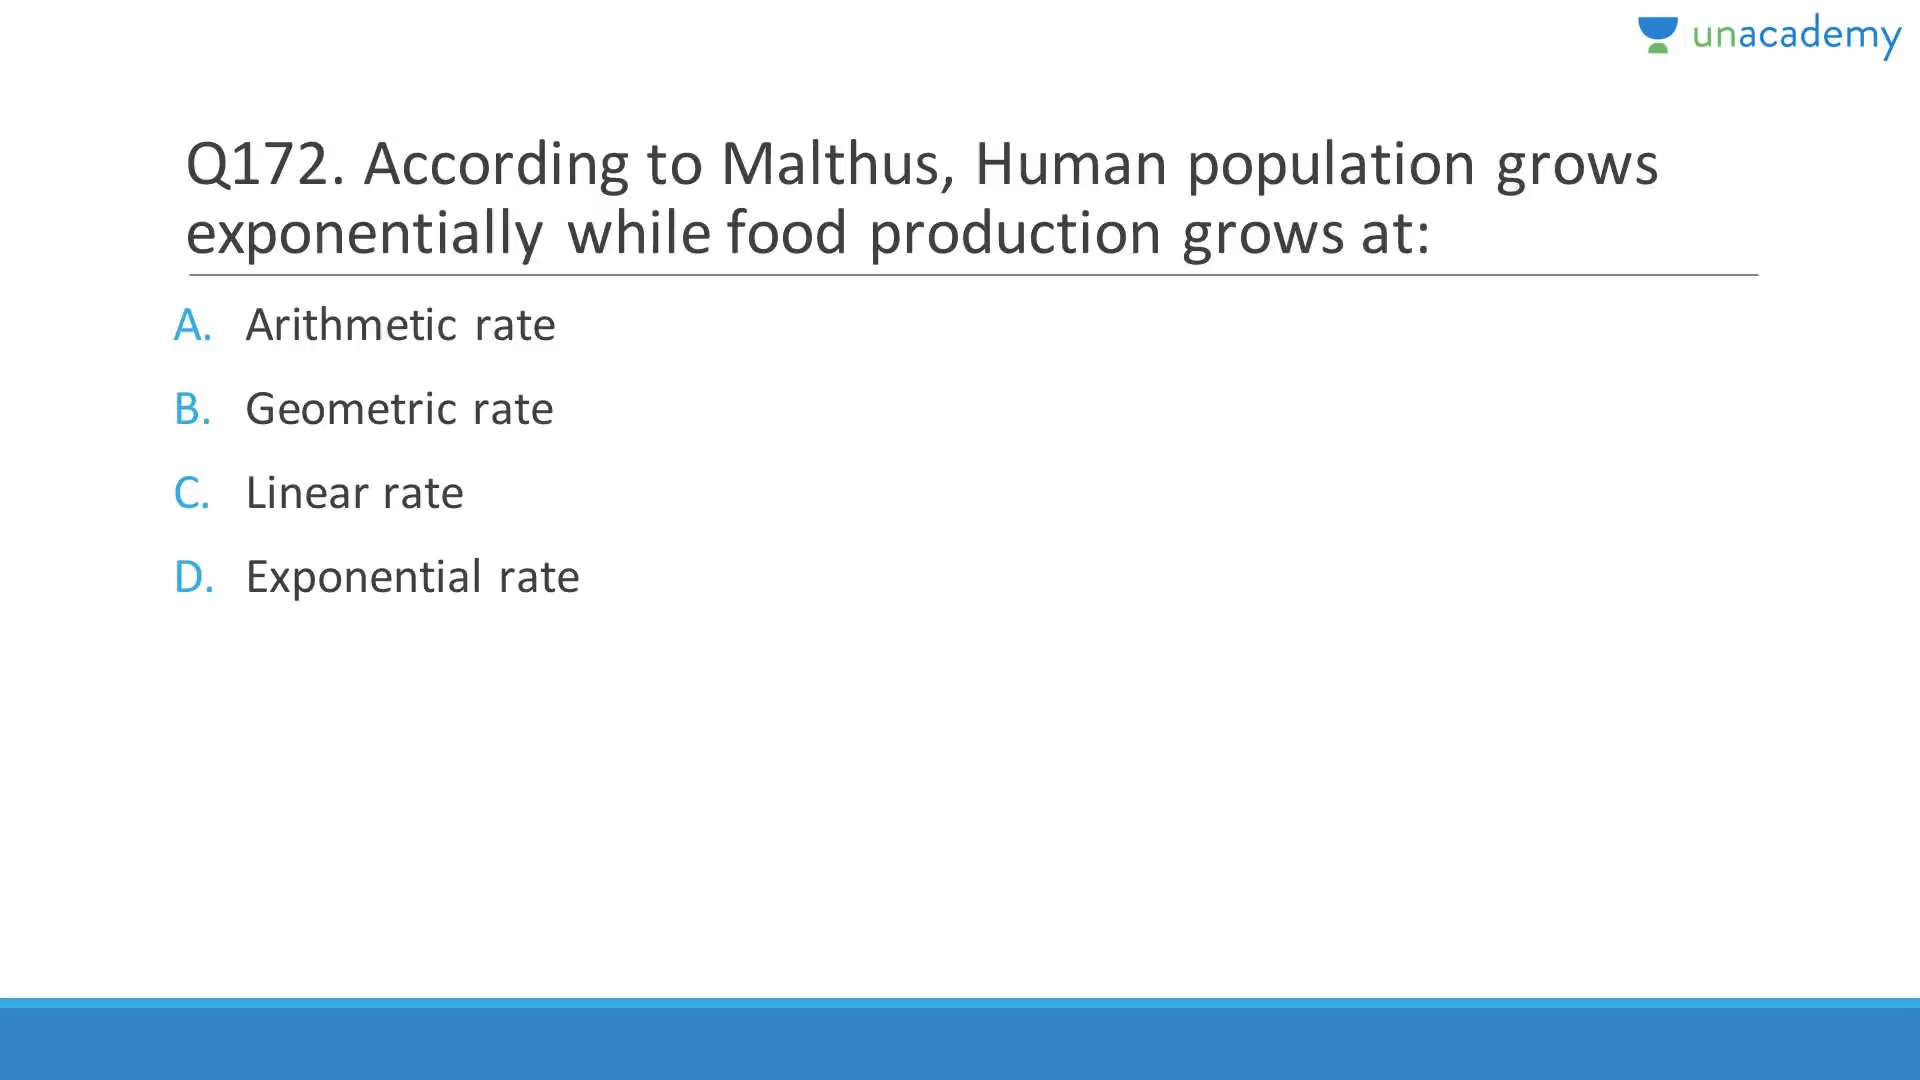 unacademy
Q172. According to Malthus, Human population grows
exponentially while food production grows at:
A. Arithmetic rate
B. Geometric rate
C. Linear rate
D. Exponential rate